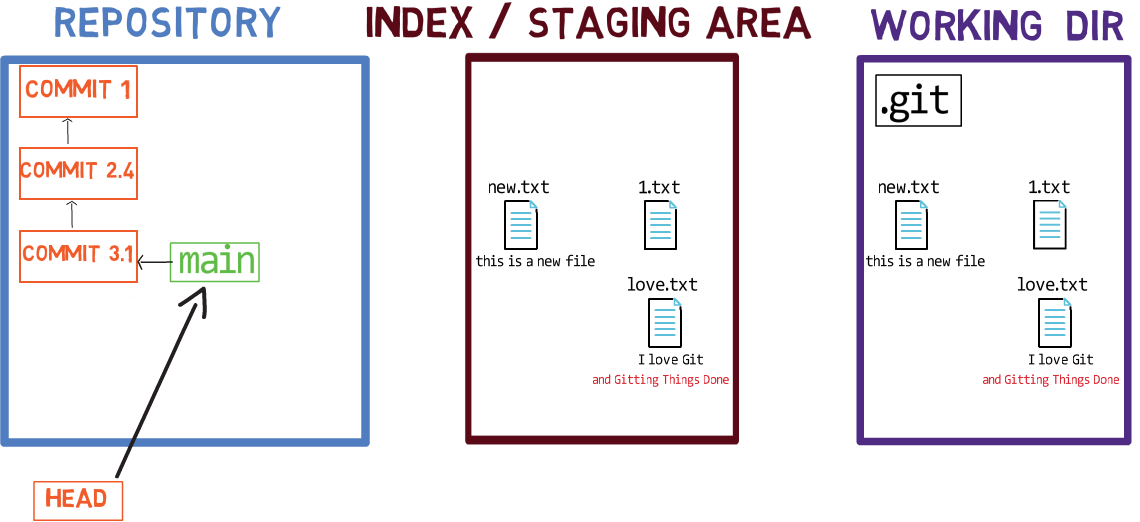 REPOSITORY
INDEX / STAGING AREA
WORKING DIR
COMMIT 1
COMMIT 2.4
COMMIT 3.1
main
HEAD
new.txt
1.txt
this is a new file
love.txt
I love Git
and Gitting Things Done
.git
new.txt
1.txt
this is a new file
love.txt
I love Git
and Gitting Things Done